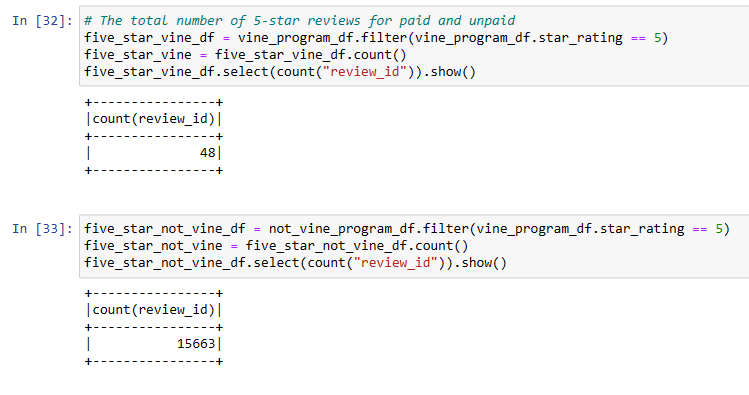 In [32]: # The total number of 5-star reviews for paid and unpaid
five_star_vine_df = vine_program_df.filter(vine_program_df.star_rating == 5)
five_star_vine = five_star_vine_df.count()
five_star_vine_df.select(count("review_id")).show()
+----------------+
|count(review_id)|
+----------------+
|              48|
+----------------+
In [33]: five_star_not_vine_df = not_vine_program_df.filter(vine_program_df.star_rating == 5)
five_star_not_vine = five_star_not_vine_df.count()
five_star_not_vine_df.select(count("review_id")).show()
+----------------+
|count(review_id)|
+----------------+
|           15663|
+----------------+